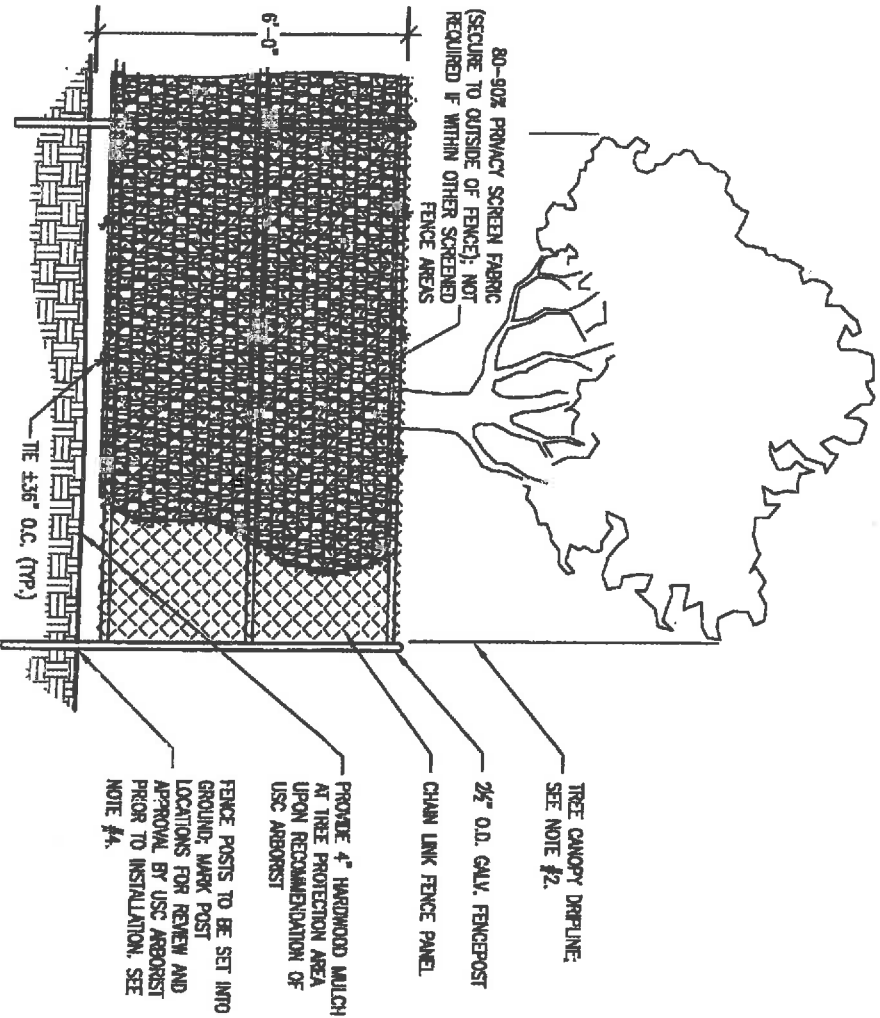 80-90% PRIVACY SCREEN FABRIC
(SECURE TO OUTSIDE OF FENCE); NOT
REQUIRED IF WITHIN OTHER SCREENED
FENCE AREAS
6'-0"
TIE ±36" O.C. (TYP.)
TREE CANOPY DRIPLINE;
SEE NOTE #2.
2½" O.D. GALV. FENCEPOST
CHAIN LINK FENCE PANEL
PROVIDE 4" HARDWOOD MULCH
AT TREE PROTECTION AREA
UPON RECOMMENDATION OF
USC ARBORIST
FENCE POSTS TO BE SET INTO
GROUND; MARK POST
LOCATIONS FOR REVIEW AND
APPROVAL BY USC ARBORIST
PRIOR TO INSTALLATION. SEE
NOTE #4.